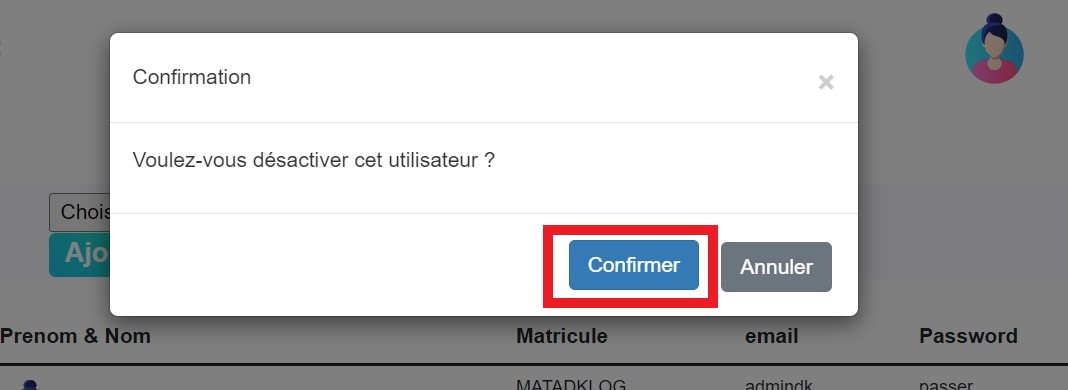 Confirmation
×
Voulez-vous désactiver cet utilisateur ?
Chois
Ajo
Confirmer
Annuler
Prenom & Nom Matricule email Password
MATADKLOG admindk passer